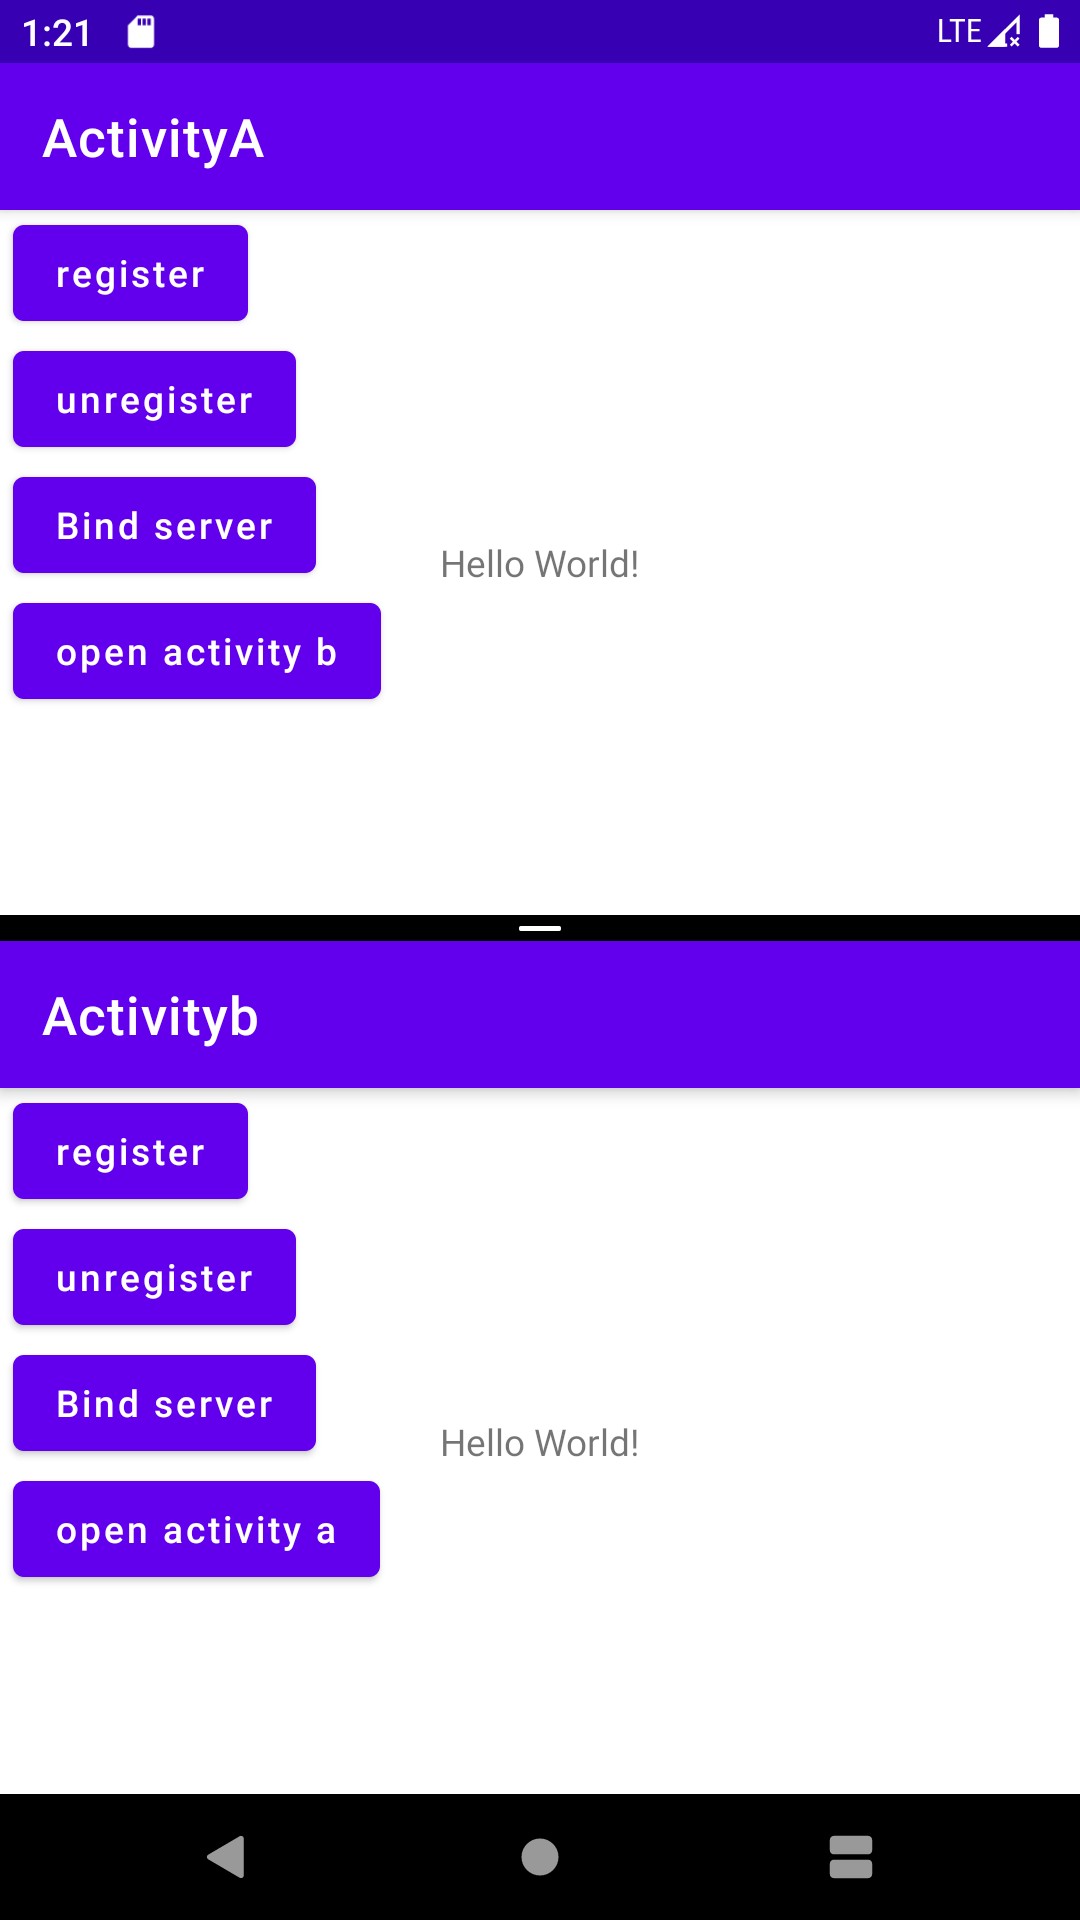 1:21 LTE
ActivityA
register
unregister
Bind server
Hello World!
open activity b
Activityb
register
unregister
Bind server
Hello World!
open activity a